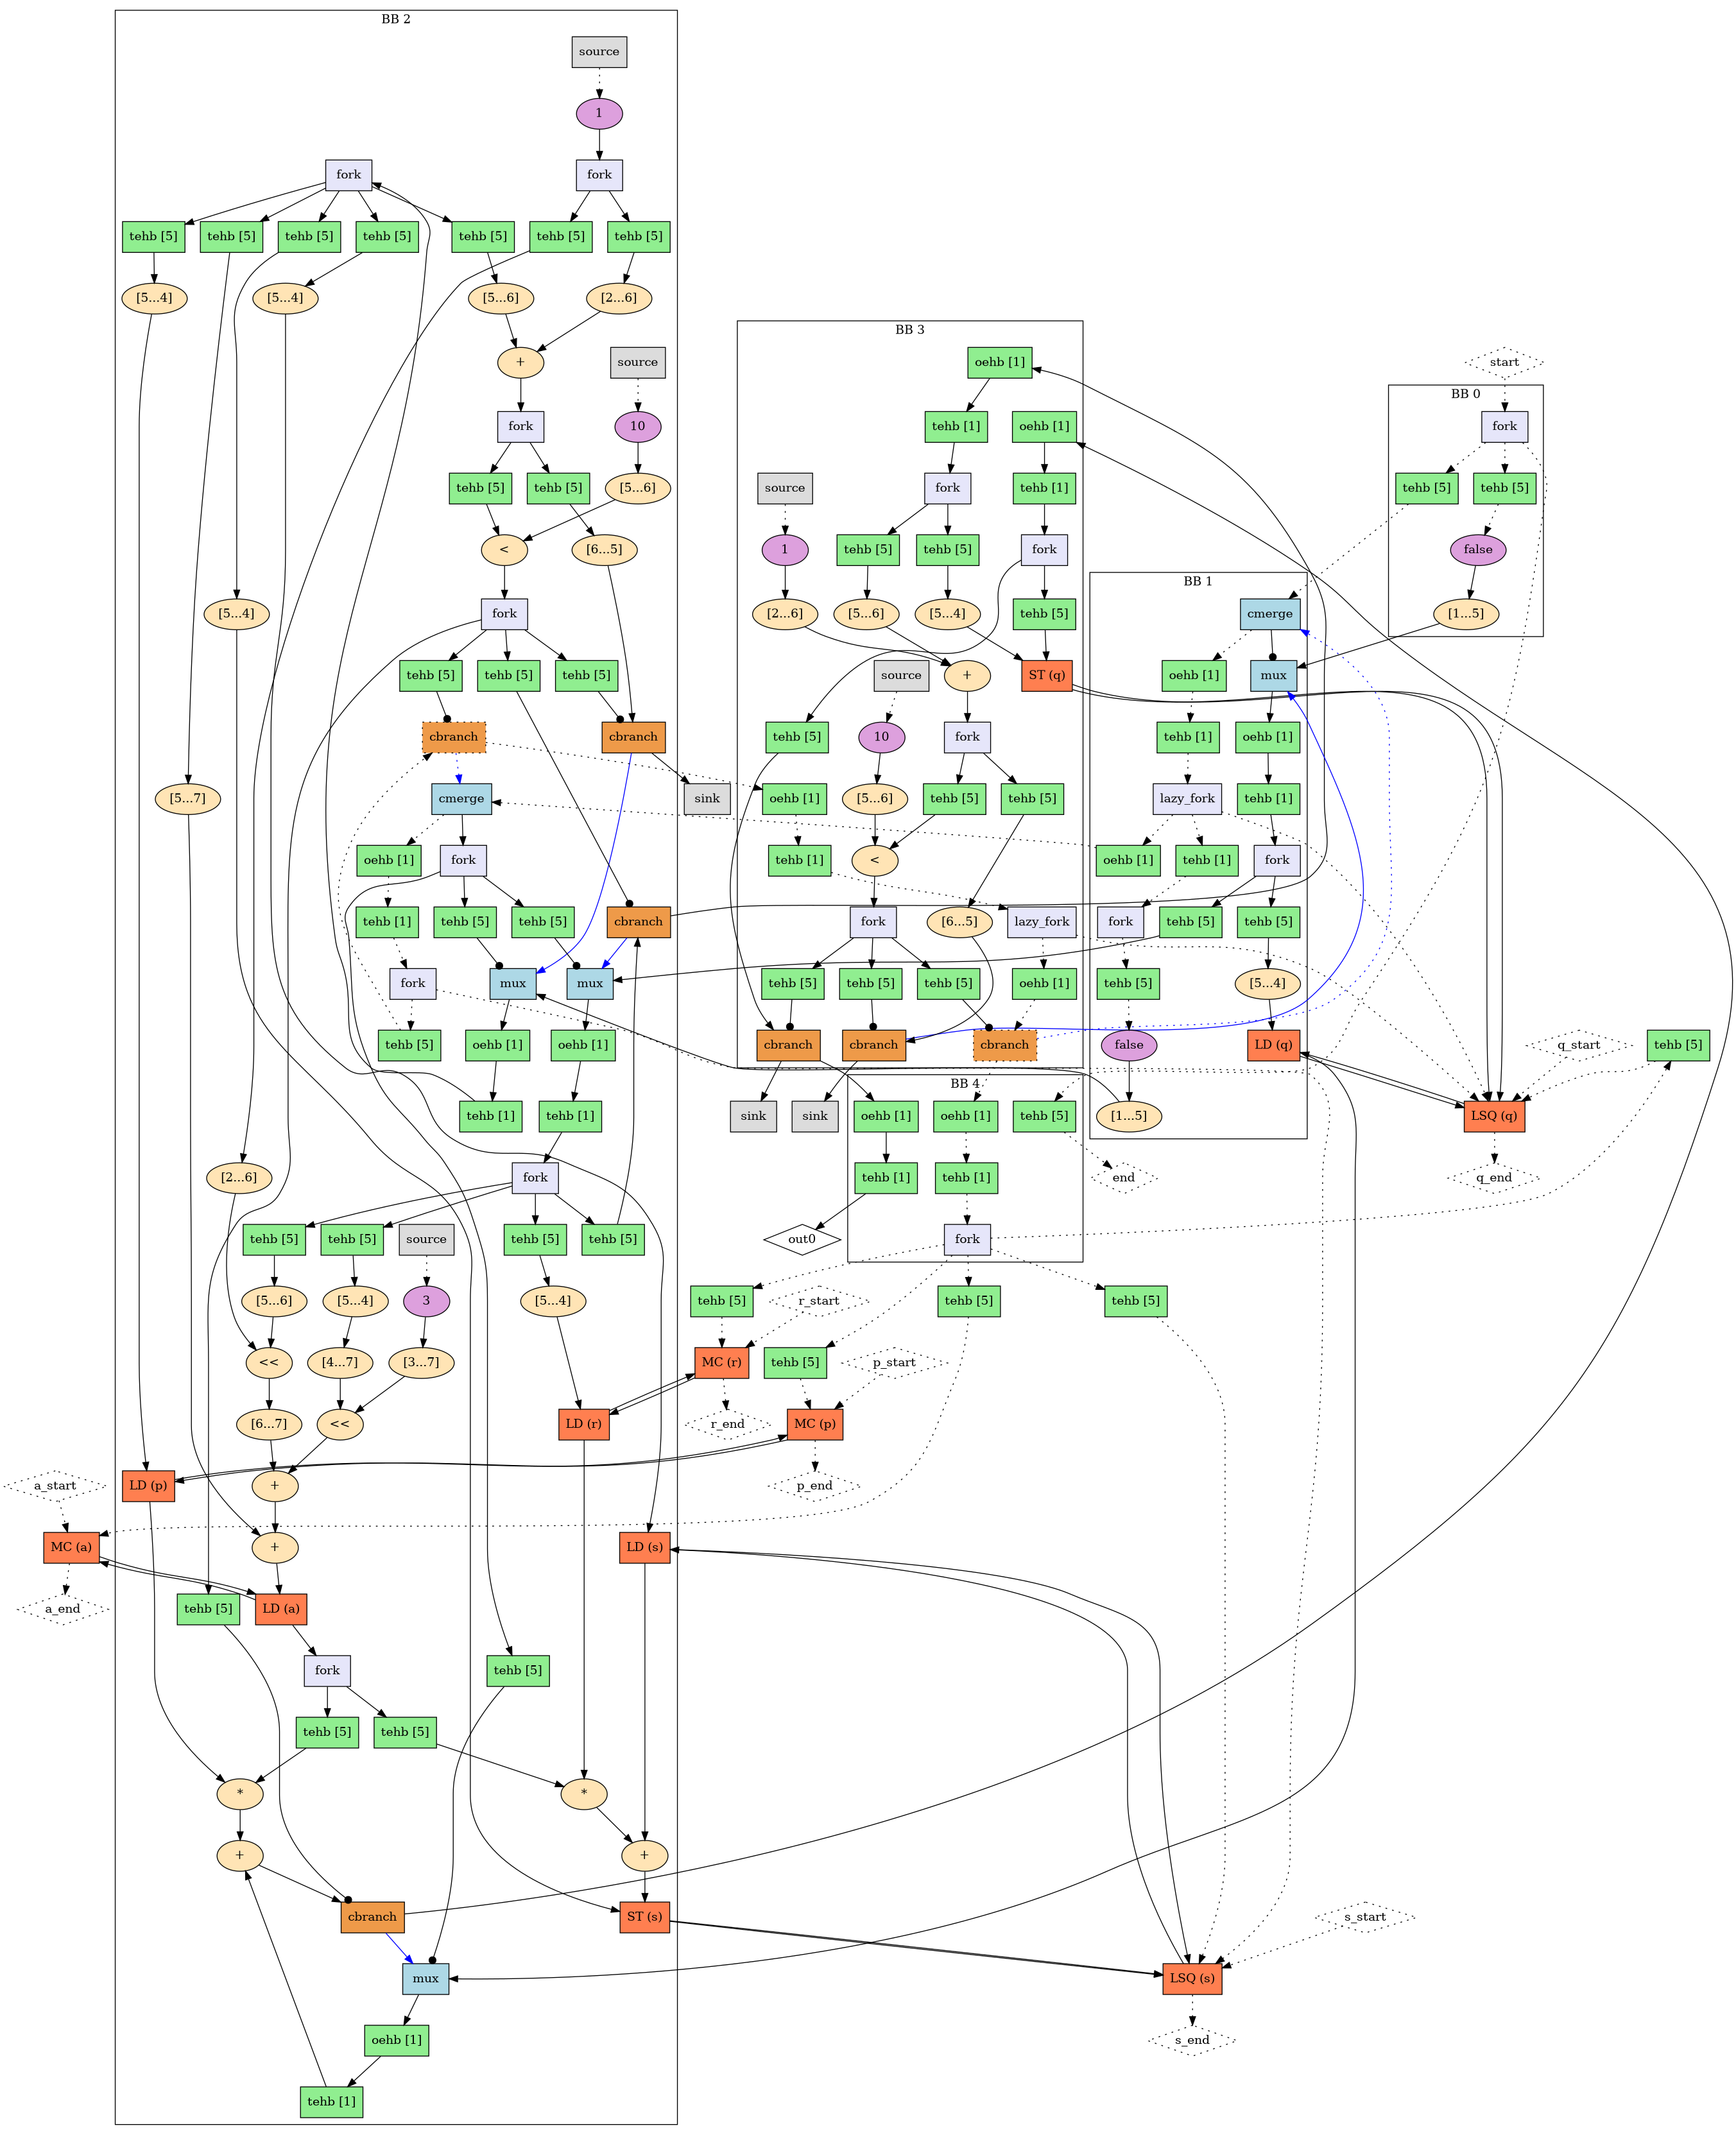 BB 2
source
1
fork
fork
tehb [5]
tehb [5]
tehb [5]
tehb [5]
tehb [5]
tehb [5]
tehb [5]
[5...4]
[5...4]
[5...6]
[2...6]
BB 3
+
source
oehb [1]
start
BB 0
fork
10
tehb [1]
oehb [1]
fork
tehb [5]
tehb [5]
[5...6]
source
fork
tehb [1]
tehb [5]
tehb [5]
<
[6...5]
1
tehb [5]
tehb [5]
fork
false
BB 1
[5...4]
fork
[2...6]
[5...6]
[5...4]
tehb [5]
cmerge
[1...5]
tehb [5]
tehb [5]
tehb [5]
source
+
ST (q)
oehb [1]
mux
cbranch
cbranch
tehb [5]
10
fork
tehb [1]
oehb [1]
[5...7]
cmerge
sink
oehb [1]
[5...6]
tehb [5]
tehb [5]
lazy_fork
tehb [1]
oehb [1]
fork
tehb [1]
<
oehb [1]
tehb [1]
fork
tehb [1]
tehb [5]
tehb [5]
cbranch
fork
[6...5]
lazy_fork
fork
tehb [5]
tehb [5]
fork
mux
mux
tehb [5]
tehb [5]
tehb [5]
oehb [1]
tehb [5]
[5...4]
tehb [5]
oehb [1]
oehb [1]
cbranch
cbranch
cbranch
false
LD (q)
q_start
tehb [5]
BB 4
tehb [1]
tehb [1]
sink
sink
oehb [1]
oehb [1]
tehb [5]
[1...5]
LSQ (q)
[2...6]
fork
tehb [1]
tehb [1]
end
q_end
tehb [5]
tehb [5]
source
tehb [5]
tehb [5]
out0
fork
[5...6]
[5...4]
3
[5...4]
tehb [5]
r_start
tehb [5]
tehb [5]
<<
[4...7]
[3...7]
MC (r)
tehb [5]
p_start
[6...7]
<<
LD (r)
r_end
MC (p)
a_start
LD (p)
+
p_end
MC (a)
+
LD (s)
a_end
tehb [5]
LD (a)
fork
tehb [5]
tehb [5]
tehb [5]
*
*
+
+
cbranch
ST (s)
s_start
mux
LSQ (s)
oehb [1]
s_end
tehb [1]